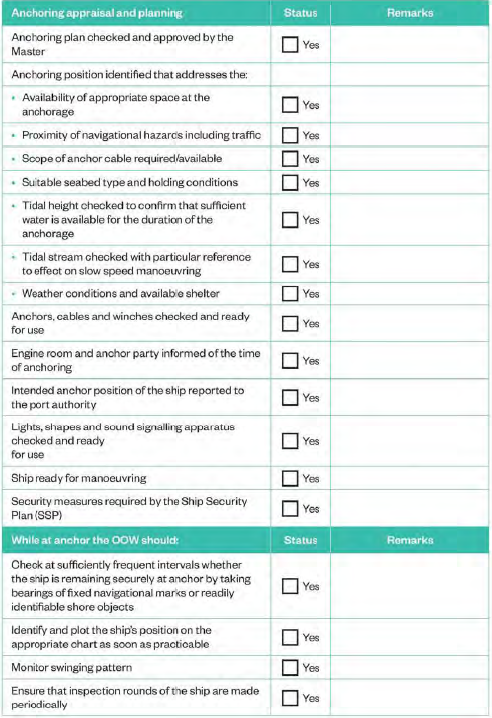 Anchoring appraisal and planning Status Remarks
Anchoring plan checked and approved by the
Master
Yes
Anchoring position identified that addresses the:
• Availability of appropriate space at the
anchorage
Yes
• Proximity of navigational hazards including traffic Yes
• Scope of anchor cable required/available Yes
• Suitable seabed type and holding conditions Yes
• Tidal height checked to confirm that sufficient
water is available for the duration of the
anchorage
Yes
• Tidal stream checked with particular reference
to effect on slow speed manoeuvring
Yes
• Weather conditions and available shelter Yes
Anchors, cables and winches checked and ready
for use
Yes
Engine room and anchor party informed of the time
of anchoring
Yes
Intended anchor position of the ship reported to
the port authority
Yes
Lights, shapes and sound signalling apparatus
checked and ready
for use
Yes
Ship ready for manoeuvring Yes
Security measures required by the Ship Security
Plan (SSP)
Yes
While at anchor the OOW should: Status Remarks
Check at sufficiently frequent intervals whether
the ship is remaining securely at anchor by taking
bearings of fixed navigational marks or readily
identifiable shore objects
Yes
Identify and plot the ship's position on the
appropriate chart as soon as practicable
Yes
Monitor swinging pattern Yes
Ensure that inspection rounds of the ship are made
periodically
Yes